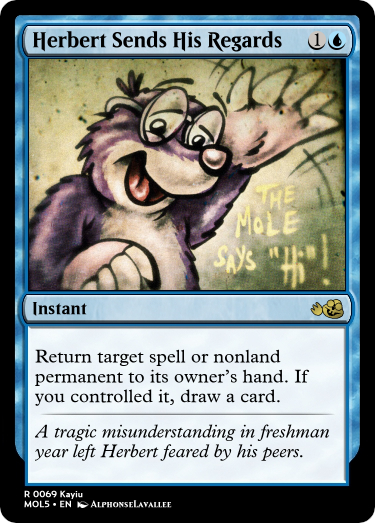 Herbert Sends His Regards 1
THE
MOLE
SAYS "Hi"!
Instant
Return target spell or nonland
permanent to its owner's hand. If
you controlled it, draw a card.
A tragic misunderstanding in freshman
year left Herbert feared by his peers.
R 0069 Kayiu
MOL5 • EN AlphonseLavallee